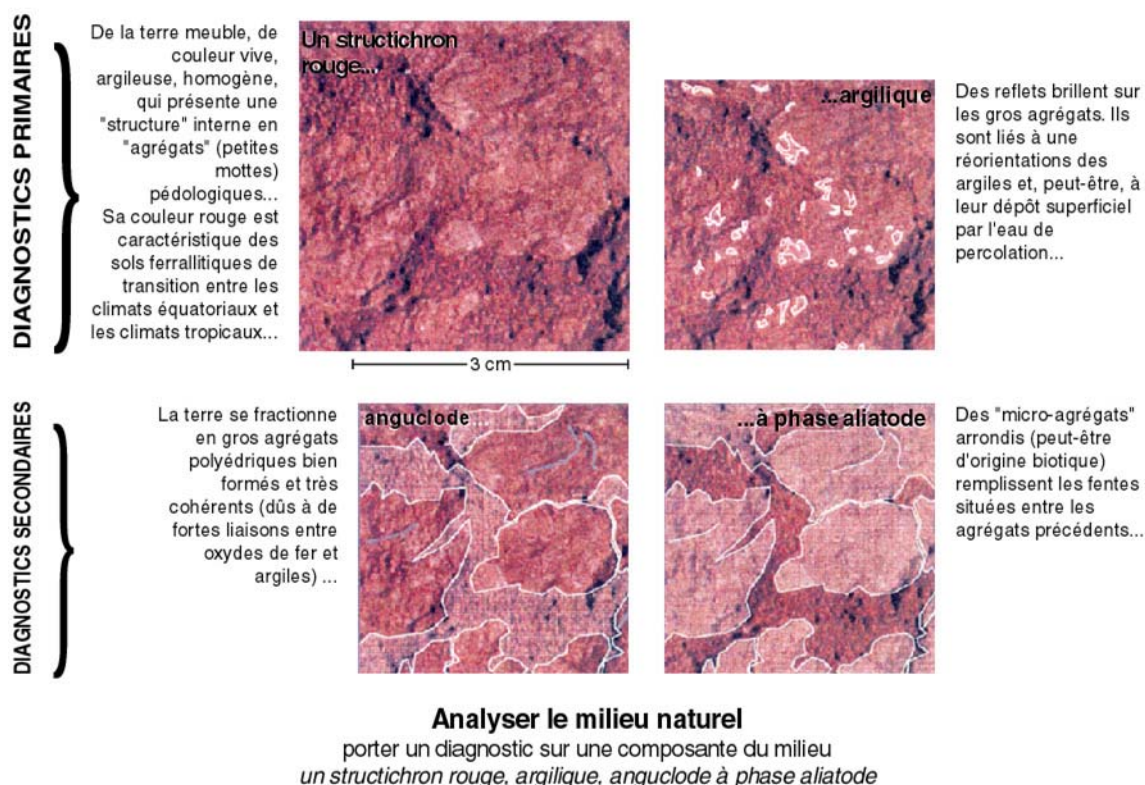 DIAGNOSTICS PRIMAIRES
De la terre meuble, de
couleur vive,
argileuse, homogène,
qui présente une
"structure" interne en
"agrégats" (petites
mottes)
pédologiques...
Sa couleur rouge est
caractéristique des
sols ferrallitiques de
transition entre les
climats équatoriaux et
les climats tropicaux...
Un structichron
rouge...
...argilique
Des reflets brillent sur
les gros agrégats. Ils
sont liés à une
réorientations des
argiles et, peut-être, à
leur dépôt superficiel
par l'eau de
percolation...
3 cm
DIAGNOSTICS SECONDAIRES
La terre se fractionne
en gros agrégats
polyédriques bien
formés et très
cohérents (dûs à de
fortes liaisons entre
oxydes de fer et
argiles) ...
anguclode
...à phase aliatode
Des "micro-agrégats"
arrondis (peut-être
d'origine biotique)
remplissent les fentes
situées entre les
agrégats précédents...
Analyser le milieu naturel
porter un diagnostic sur une composante du milieu
un structichron rouge, argilique, anguclode à phase aliatode